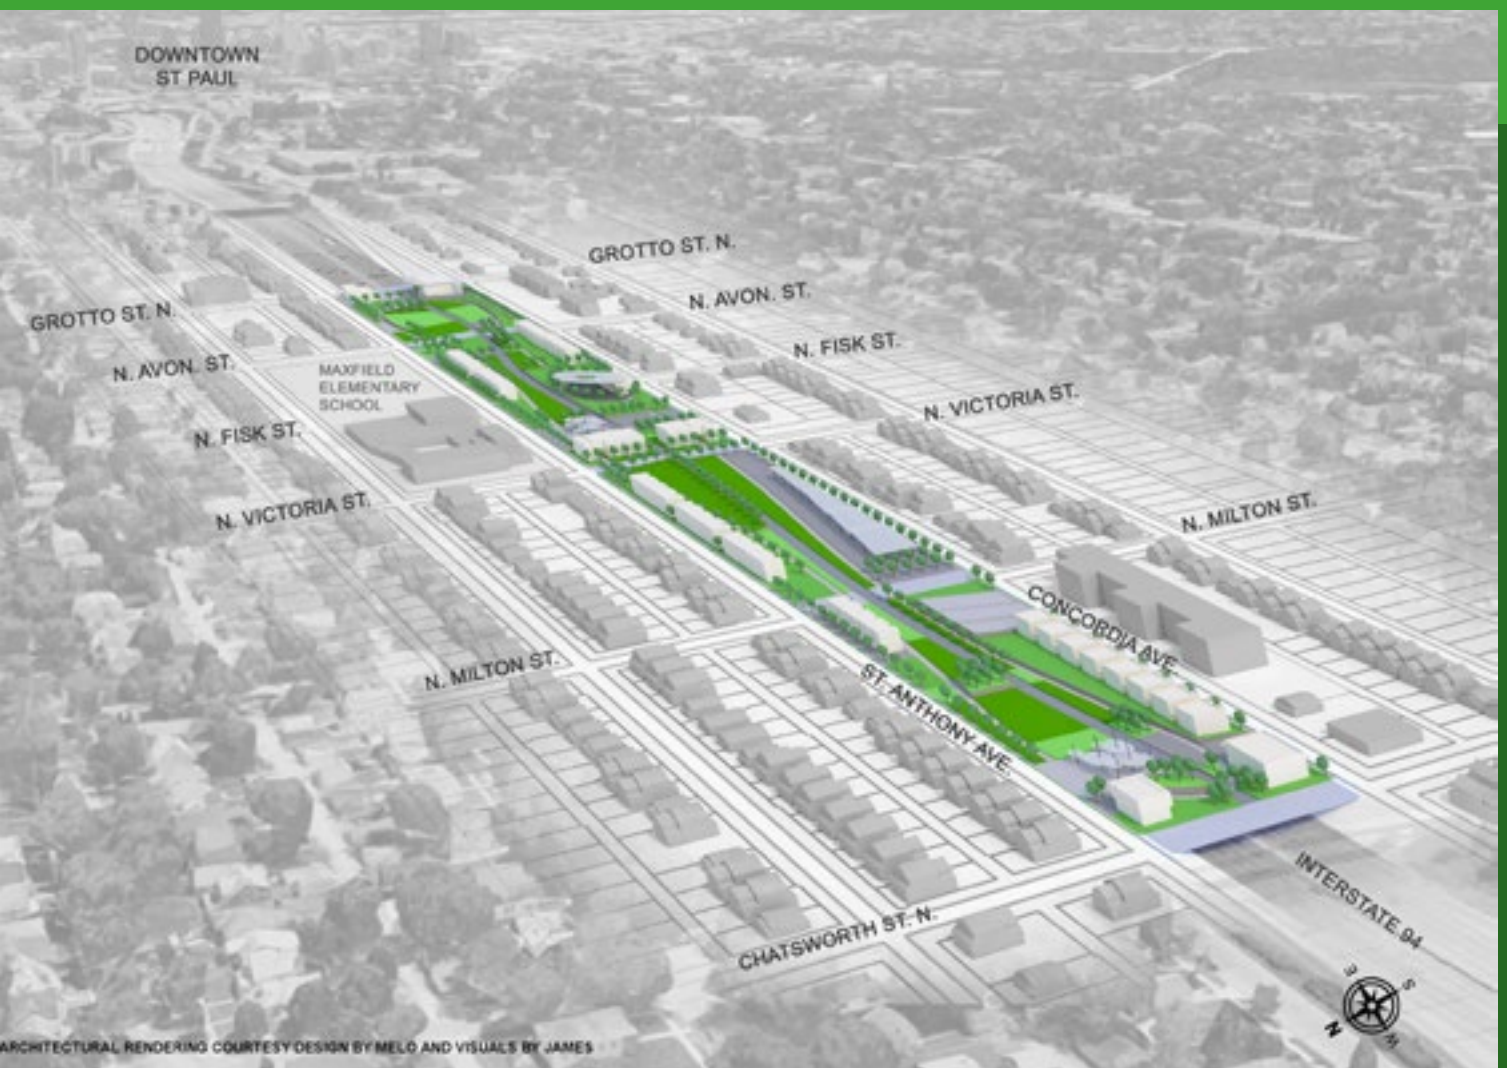 DOWNTOWN
ST PAUL
GROTTO ST. N.
N. AVON. ST.
GROTTO ST. N.
N. FISK ST.
N. AVON. ST.
MAXFIELD
ELEMENTARY
SCHOOL
N. VICTORIA ST.
N. FISK ST.
N. VICTORIA ST.
N. MILTON ST.
CONCORDIA AVE.
N. MILTON ST.
ST. ANTHONY AVE.
INTERSTATE 94
CHATSWORTH ST. N.
E
S
N
W
ARCHITECTURAL RENDERING COURTESY DESIGN BY MELO AND VISUALS BY JAMES